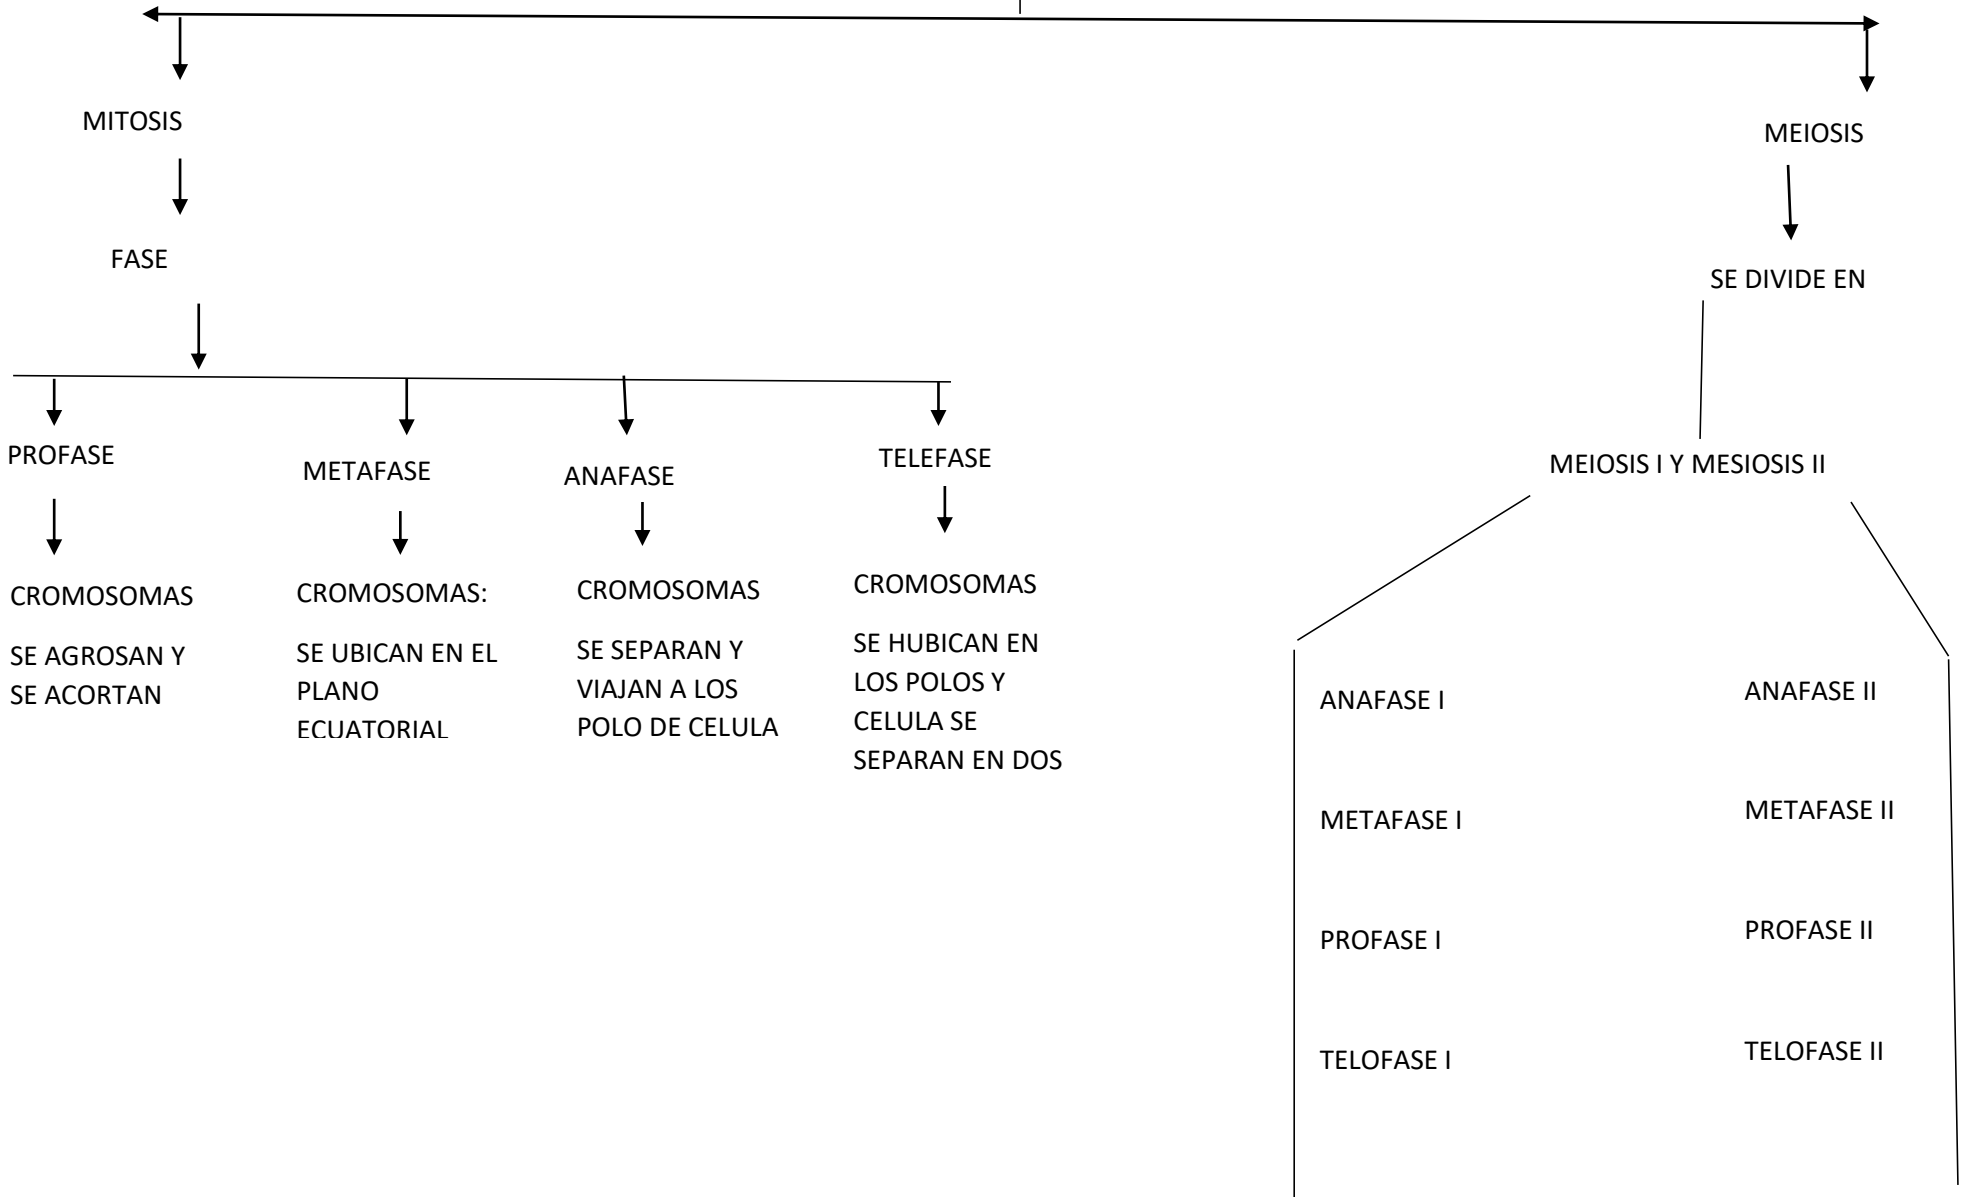 MITOSIS
MEIOSIS
FASE
SE DIVIDE EN
PROFASE
METAFASE
ANAFASE
TELEFASE
MEIOSIS I Y MESIOSIS II
CROMOSOMAS
SE AGROSAN Y
SE ACORTAN
CROMOSOMAS:
SE UBICAN EN EL
PLANO
ECUATORIAL
CROMOSOMAS
SE SEPARAN Y
VIAJAN A LOS
POLO DE CELULA
CROMOSOMAS
SE HUBICAN EN
LOS POLOS Y
CELULA SE
SEPARAN EN DOS
ANAFASE I
METAFASE I
PROFASE I
TELOFASE I
ANAFASE II
METAFASE II
PROFASE II
TELOFASE II